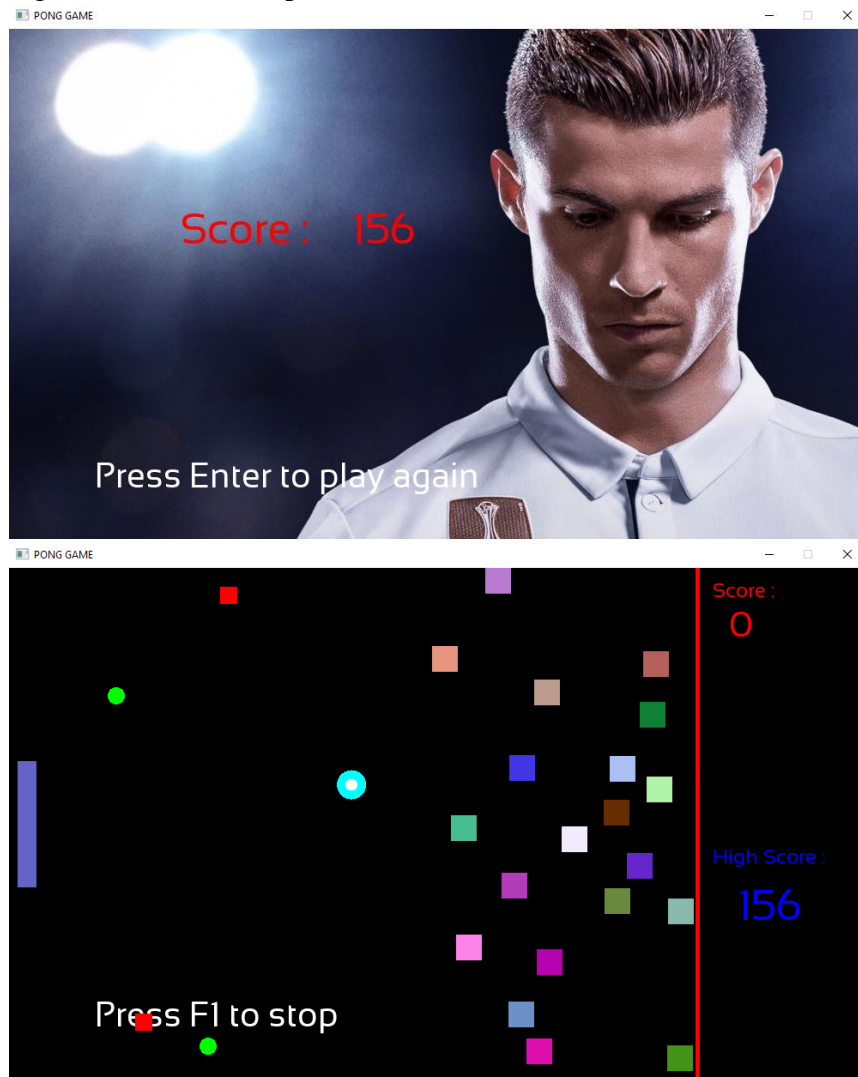 PONG GAME
Score : 156
Press Enter to play again
PONG GAME
Score :
0
High Score :
156
Press F1 to stop